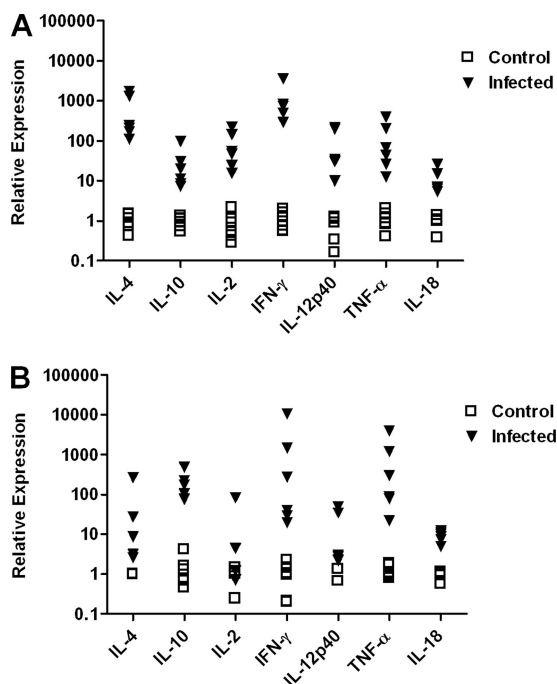 A
100000
10000
1000
100
10
1
0.1
Relative Expression
Control
Infected
IL-4
IL-10
IL-2
IFN-γ
IL-12p40
TNF-α
IL-18
B
100000
10000
1000
100
10
1
0.1
Relative Expression
Control
Infected
IL-4
IL-10
IL-2
IFN-γ
IL-12p40
TNF-α
IL-18